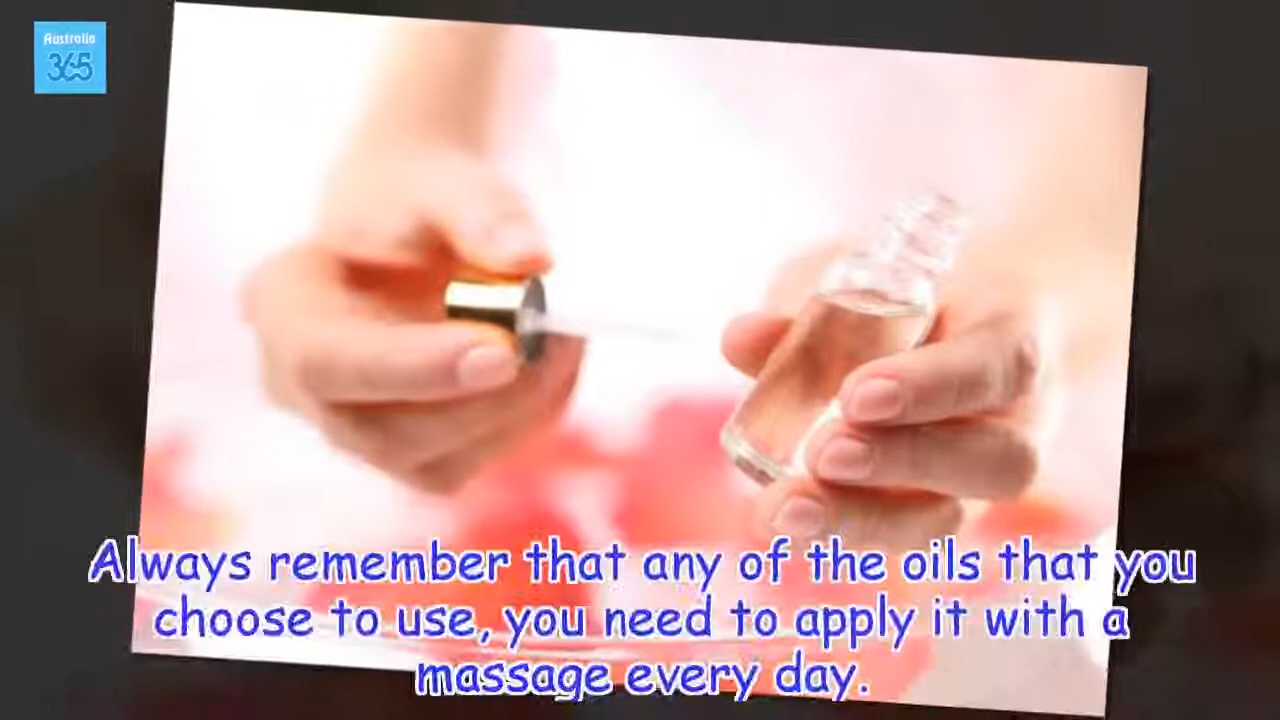 Australia
365
Always remember that any of the oils that you
choose to use, you need to apply it with a
massage every day.